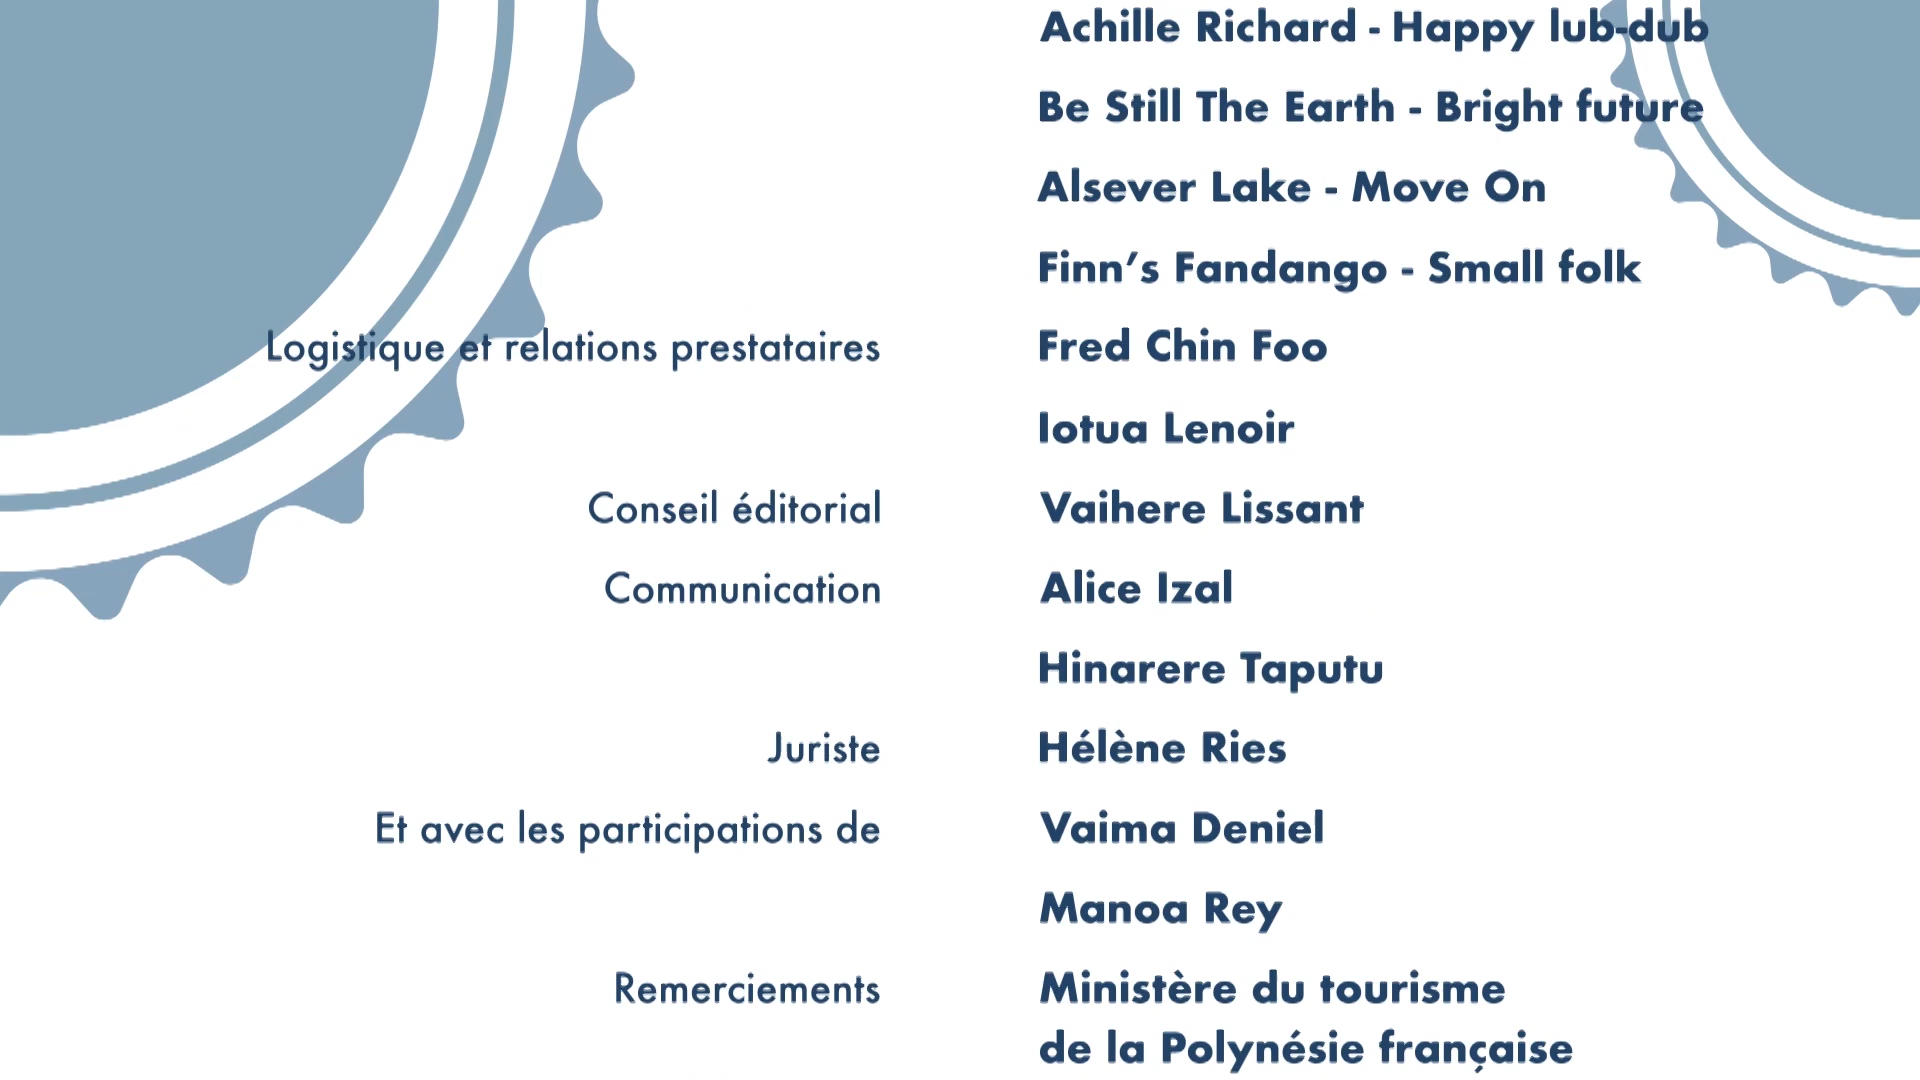 Achille Richard - Happy lub-dub
Be Still The Earth - Bright future
Alsever Lake - Move On
Finn’s Fandango - Small folk
Logistique et relations prestataires Fred Chin Foo
Iotua Lenoir
Conseil éditorial Vaihere Lissant
Communication Alice Izal
Hinarere Taputu
Juriste Hélène Ries
Et avec les participations de Vaima Deniel
Manoa Rey
Remerciements Ministère du tourisme
de la Polynésie française